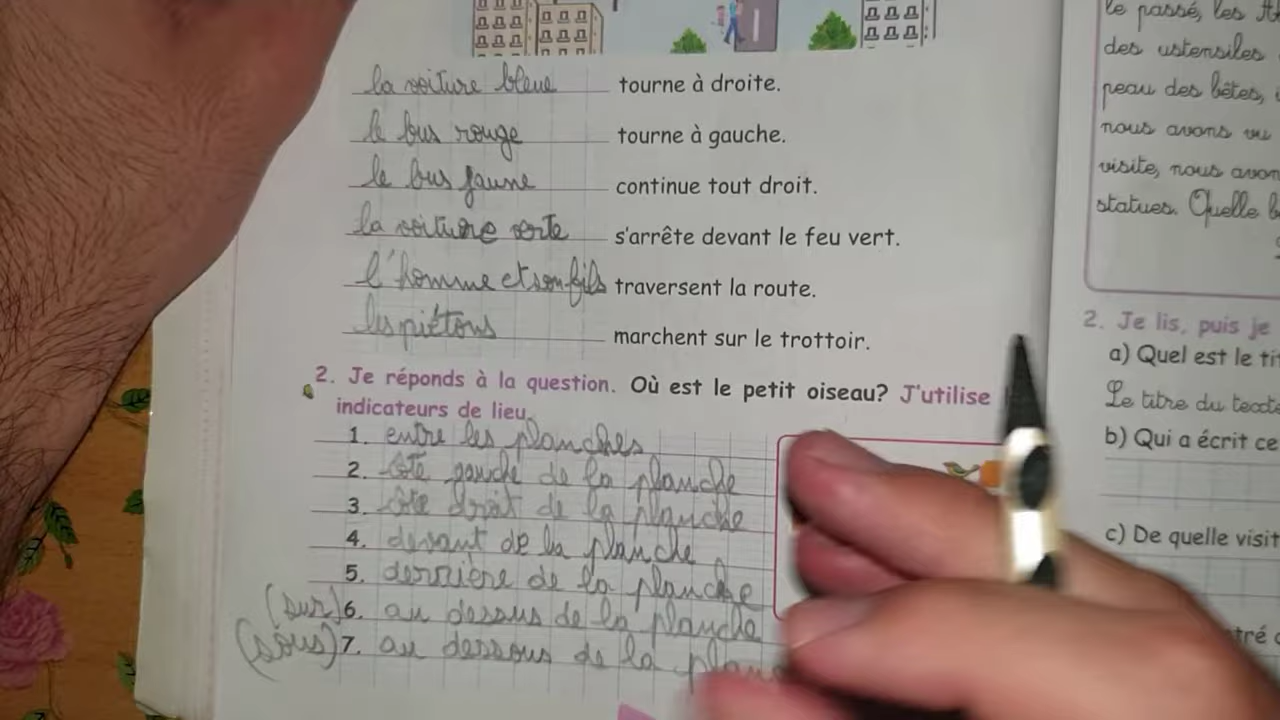 la voiture bleue tourne à droite.
le bus rouge tourne à gauche.
le bus jaune continue tout droit.
la voiture verte s'arrête devant le feu vert.
l'homme et son fils traversent la route.
les piétons marchent sur le trottoir.
2. Je réponds à la question. Où est le petit oiseau? J'utilise
indicateurs de lieu.
1. entre les planches
2. côté gauche de la planche
3. côté droit de la planche
4. devant de la planche
5. derrière de la planche
(sur) 6. au dessus de la planche
(sous) 7. au dessous de la
le passé, les
des ustensiles
peau des bêtes,
nous avons vu
visite, nous avon
statues. Quelle
2. Je lis, puis je
a) Quel est le ti
Le titre du texte
b) Qui a écrit ce
c) De quelle visit
tré